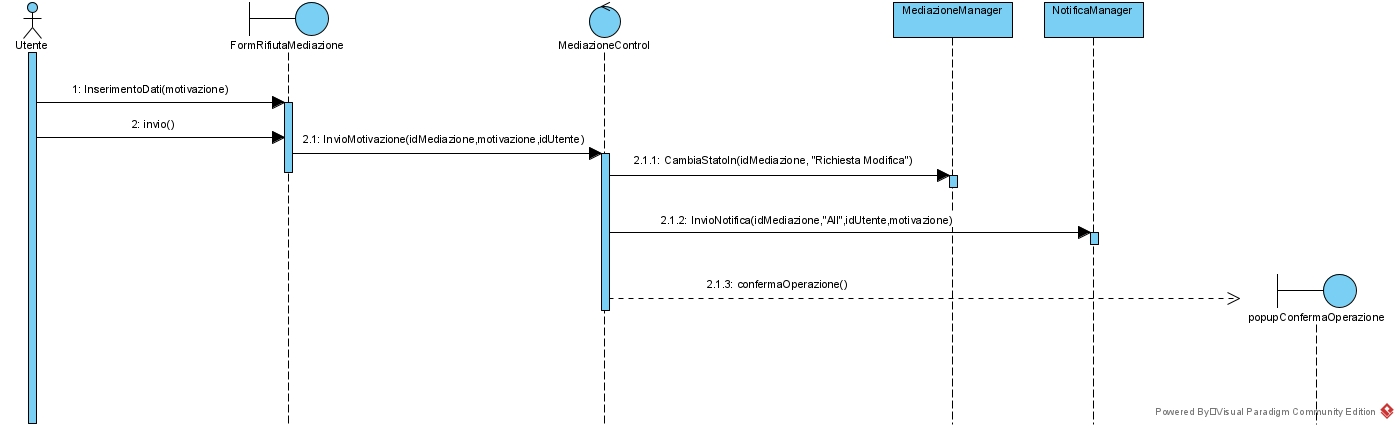 MediazioneManager
NotificaManager
Utente
FormRifiutaMediazione
MediazioneControl
1: InserimentoDati(motivazione)
2: invio()
2.1: InvioMotivazione(idMediazione,motivazione,idUtente)
2.1.1: CambiaStatoIn(idMediazione, "Richiesta Modifica")
2.1.2: InvioNotifica(idMediazione,"All",idUtente,motivazione)
2.1.3: confermaOperazione()
popupConfermaOperazione
Powered By□Visual Paradigm Community Edition